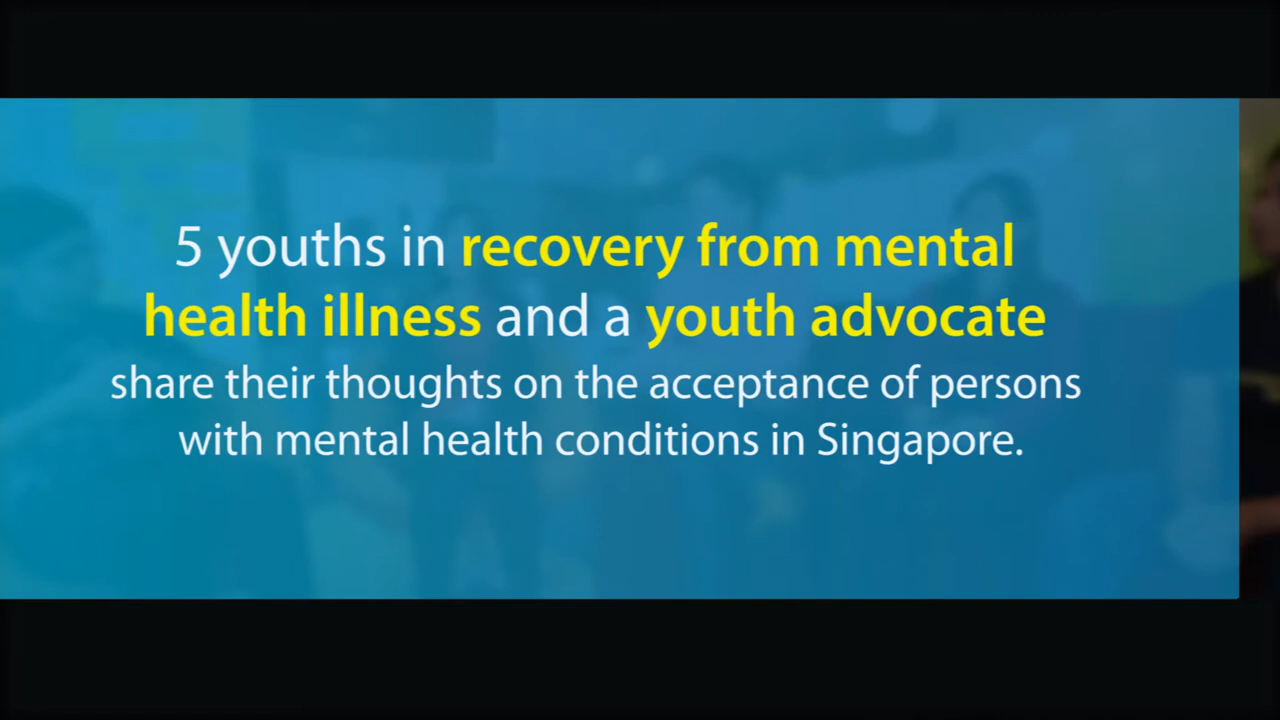 5 youths in recovery from mental
health illness and a youth advocate
share their thoughts on the acceptance of persons
with mental health conditions in Singapore.